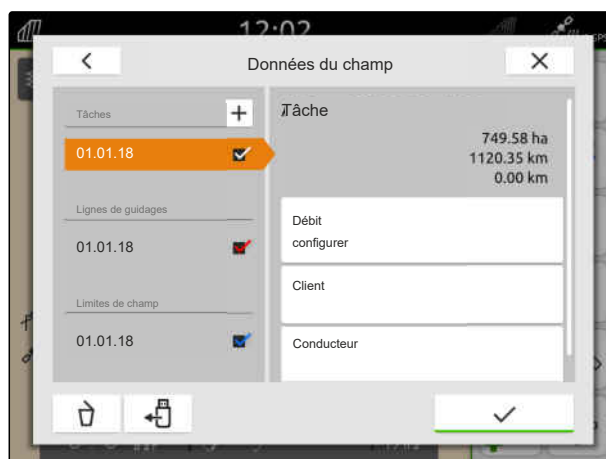 12:02
Données du champ
Tâches
+
Tâche
01.01.18
749.58 ha
1120.35 km
0.00 km
Lignes de guidages
01.01.18
Débit
configurer
Client
Limites de champ
01.01.18
Conducteur